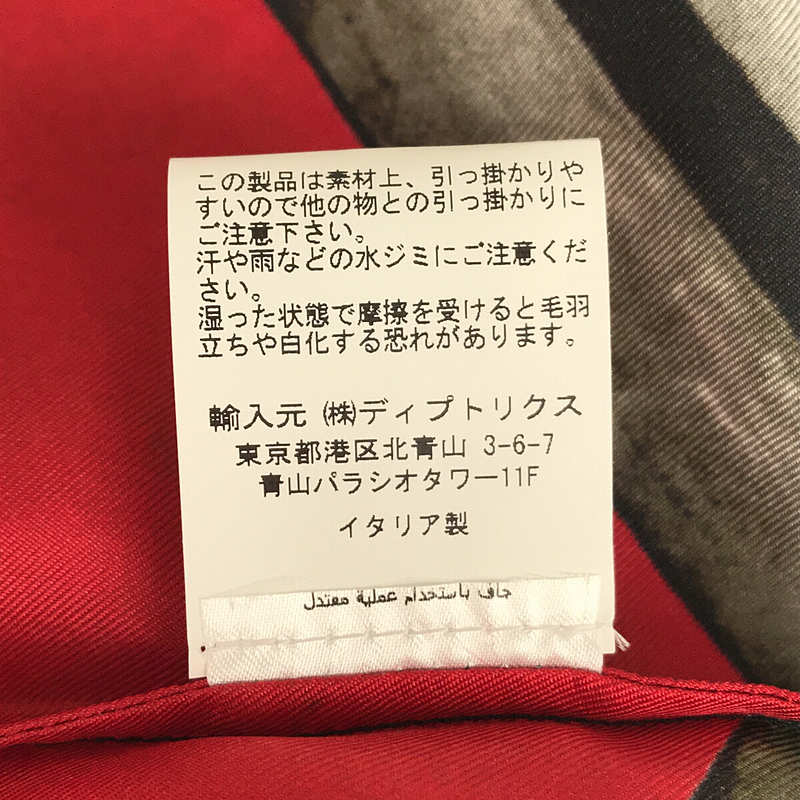 この製品は素材上、引っ掛かりや
すいので他の物との引っ掛かりに
ご注意下さい。
汗や雨などの水ジミにご注意くだ
さい。
湿った状態で摩擦を受けると毛羽
立ちや白化する恐れがあります。
輸入元 ㈱ディプトリクス
東京都港区北青山 3-6-7
青山パラシオタワー11F
イタリア製
جاف باستخدام عملية معتدل